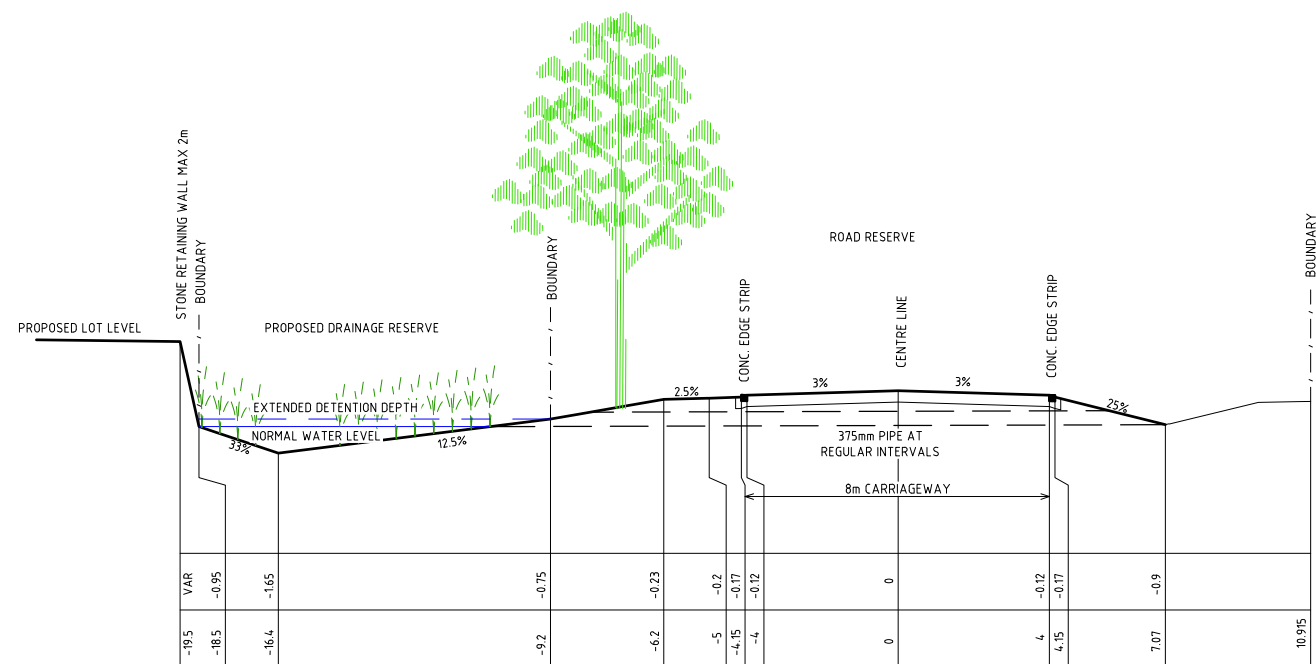 STONE RETAINING WALL MAX 2m
BOUNDARY
BOUNDARY
ROAD RESERVE
BOUNDARY
PROPOSED LOT LEVEL
PROPOSED DRAINAGE RESERVE
CONC. EDGE STRIP
CENTRE LINE
CONC. EDGE STRIP
2.5%
3%
3%
25%
EXTENDED DETENTION DEPTH
NORMAL WATER LEVEL
33%
12.5%
375mm PIPE AT
REGULAR INTERVALS
8m CARRIAGEWAY
VAR
-0.95
-1.65
-0.75
-0.23
-0.2
-0.17
-0.12
0
-0.12
-0.17
-0.9
-19.5
-18.5
-16.4
-9.2
-6.2
-5
-4.15
-4
0
4
4.15
7.07
10.915